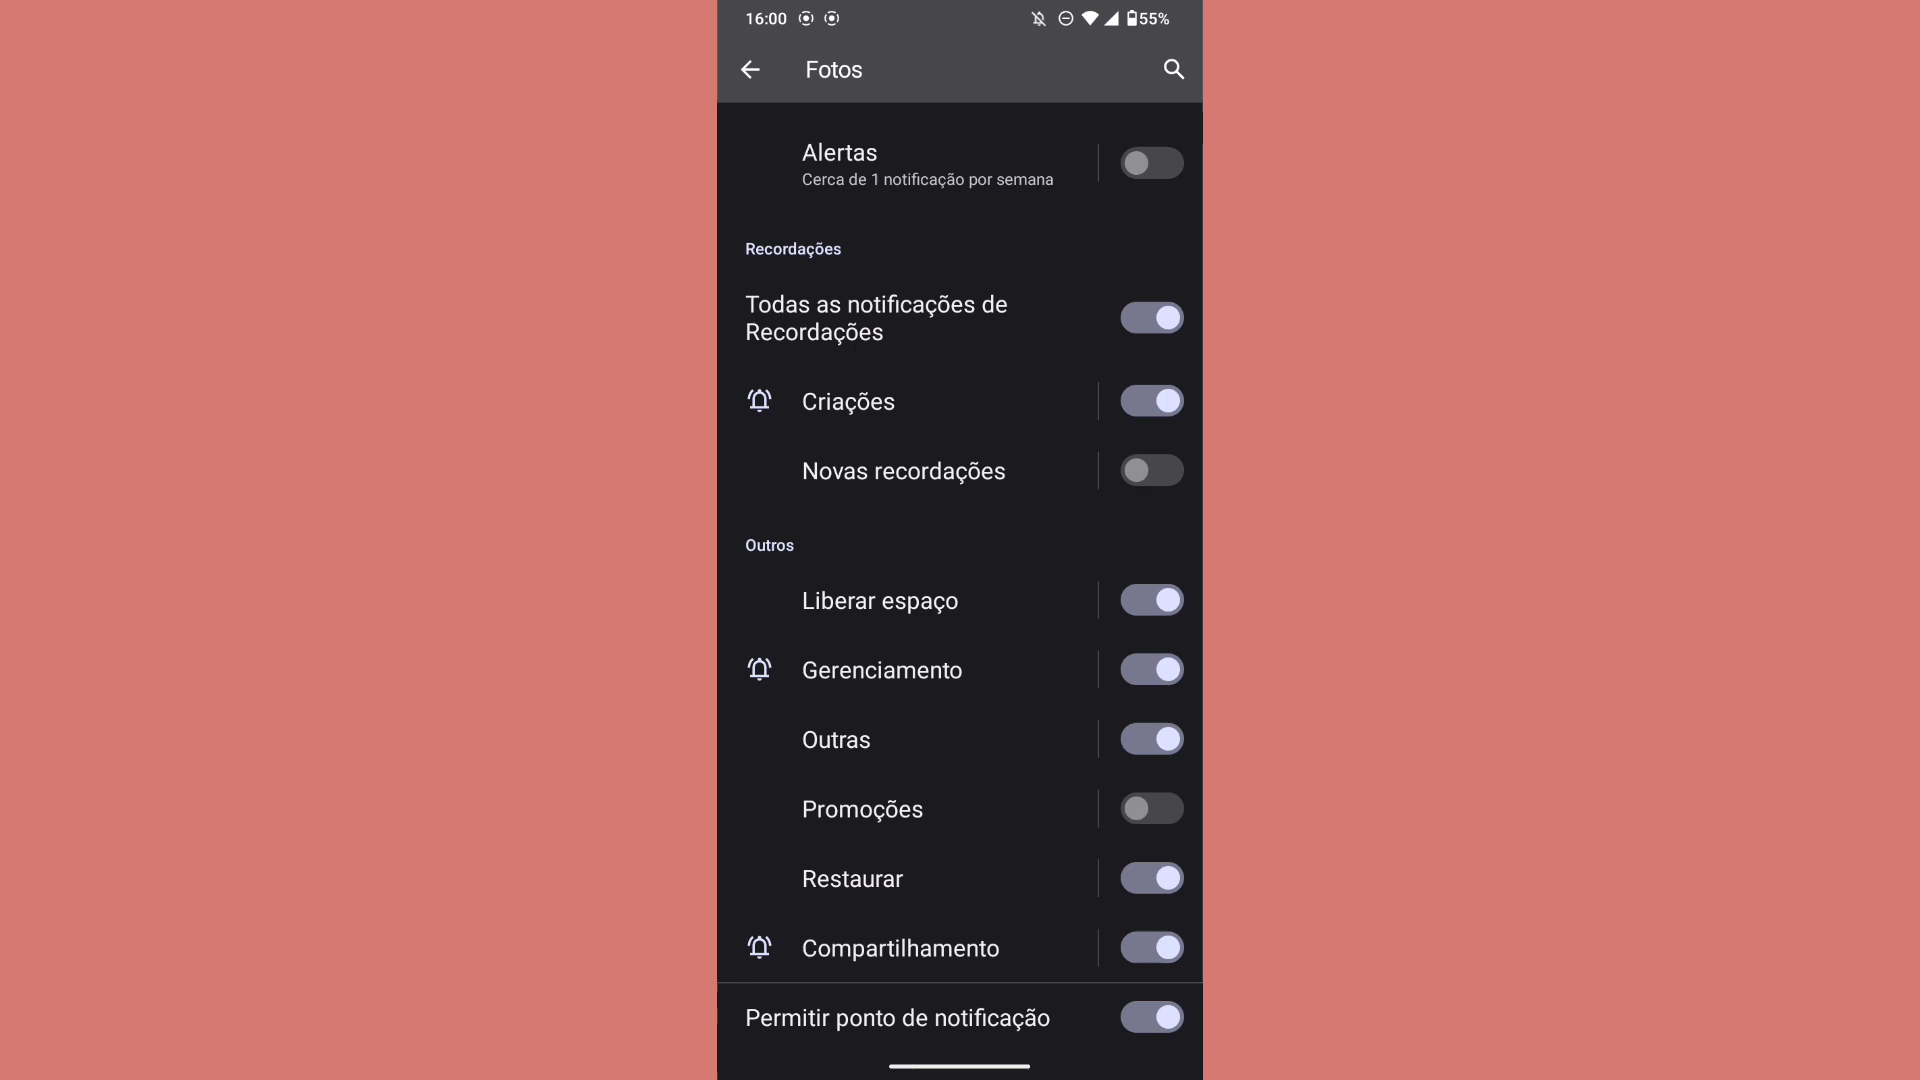 16:00
55%
Fotos
Alertas
Cerca de 1 notificação por semana
Recordações
Todas as notificações de
Recordações
Criações
Novas recordações
Outros
Liberar espaço
Gerenciamento
Outras
Promoções
Restaurar
Compartilhamento
Permitir ponto de notificação